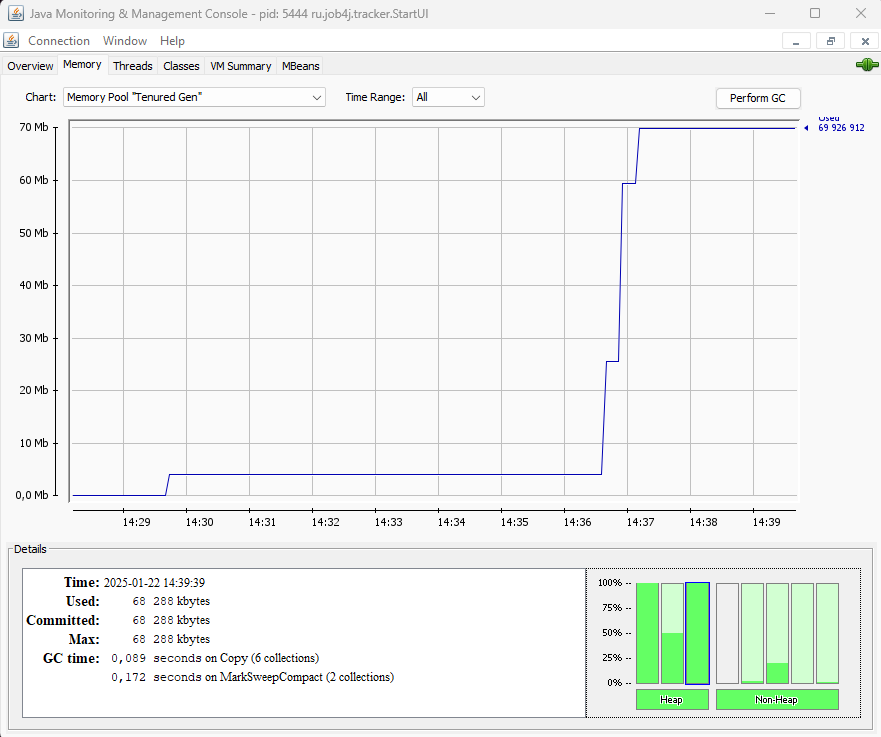 Java Monitoring & Management Console - pid: 5444 ru.job4j.tracker.StartUI
Connection Window Help
Overview Memory Threads Classes VM Summary MBeans
Chart: Memory Pool "Tenured Gen" Time Range: All Perform GC
Used
69 926 912
70 Mb
60 Mb
50 Mb
40 Mb
30 Mb
20 Mb
10 Mb
0,0 Mb
14:29 14:30 14:31 14:32 14:33 14:34 14:35 14:36 14:37 14:38 14:39
Details
Time: 2025-01-22 14:39:39
Used: 68 288 kbytes
Committed: 68 288 kbytes
Max: 68 288 kbytes
GC time: 0,089 seconds on Copy (6 collections)
0,172 seconds on MarkSweepCompact (2 collections)
100% --
75% --
50% --
25% --
0% --
Heap Non-Heap